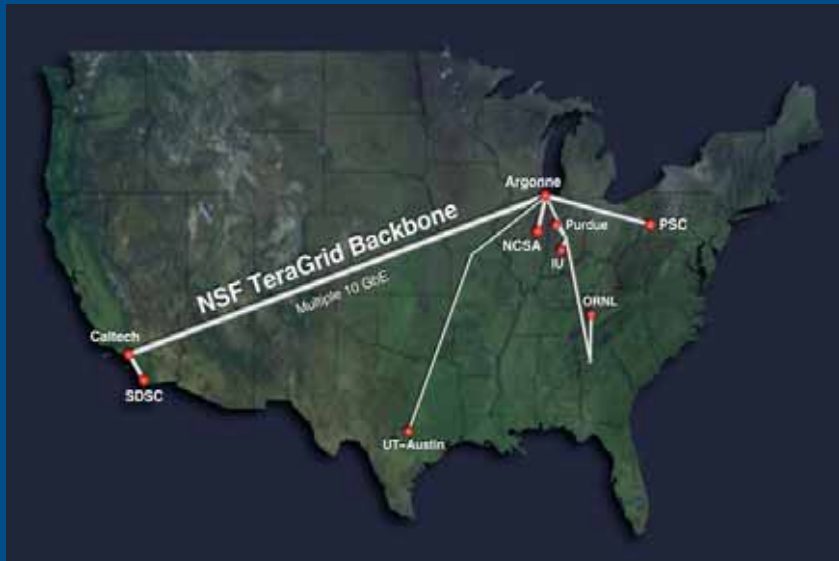 Argonne
NSF TeraGrid Backbone
Multiple 10 GbE
Purdue
PSC
NCSA
IU
ORNL
Caltech
SDSC
UT-Austin